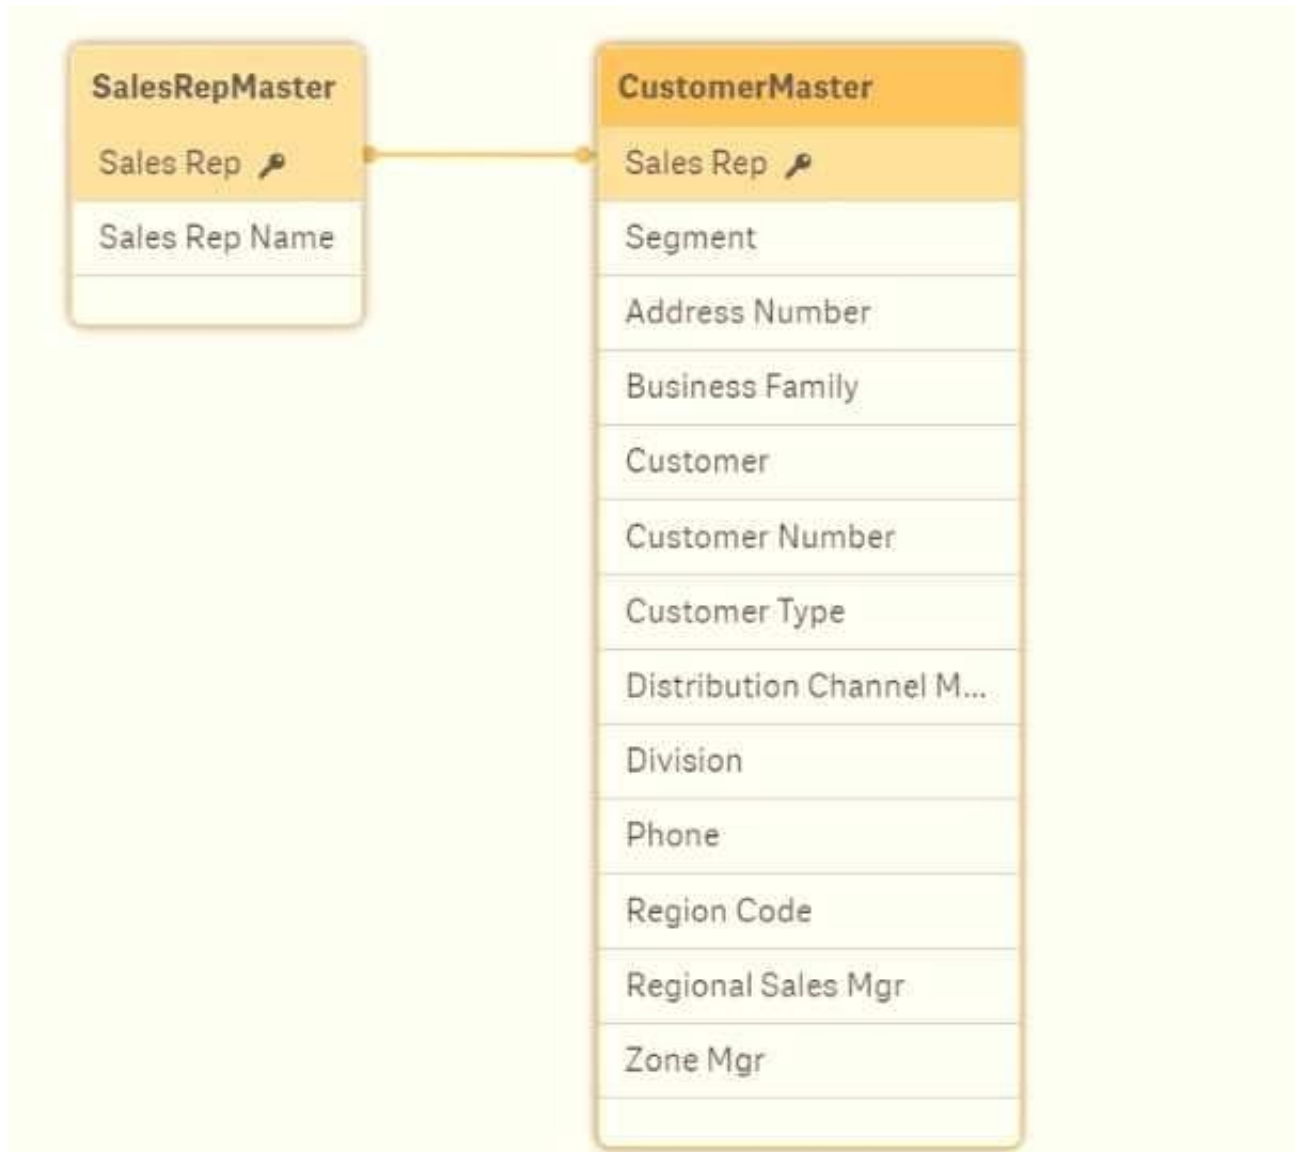 SalesRepMaster
Sales Rep
Sales Rep Name
CustomerMaster
Sales Rep
Segment
Address Number
Business Family
Customer
Customer Number
Customer Type
Distribution Channel M...
Division
Phone
Region Code
Regional Sales Mgr
Zone Mgr